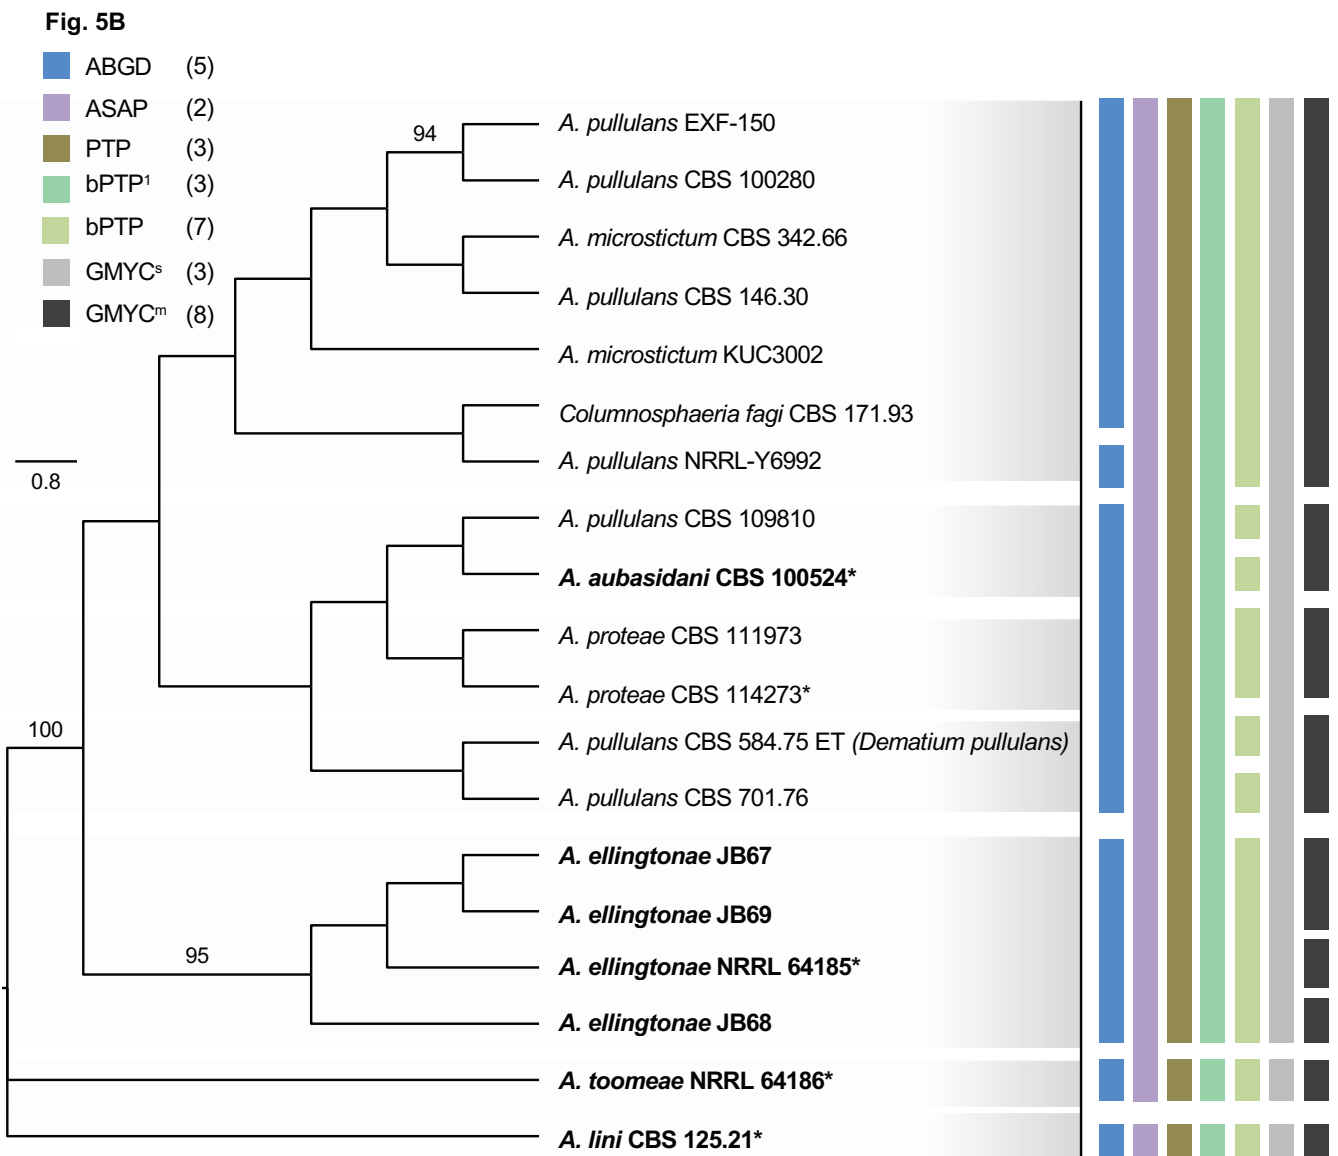 Fig. 5B
ABGD (5)
ASAP (2)
PTP (3)
bPTP¹ (3)
bPTP (7)
GMYCˢ (3)
GMYCᵐ (8)
94
A. pullulans EXF-150
A. pullulans CBS 100280
A. microstictum CBS 342.66
A. pullulans CBS 146.30
A. microstictum KUC3002
Columnosphaeria fagi CBS 171.93
A. pullulans NRRL-Y6992
0.8
A. pullulans CBS 109810
A. aubasidani CBS 100524*
A. proteae CBS 111973
A. proteae CBS 114273*
100
A. pullulans CBS 584.75 ET (Dematium pullulans)
A. pullulans CBS 701.76
A. ellingtonae JB67
A. ellingtonae JB69
95
A. ellingtonae NRRL 64185*
A. ellingtonae JB68
A. toomeae NRRL 64186*
A. lini CBS 125.21*